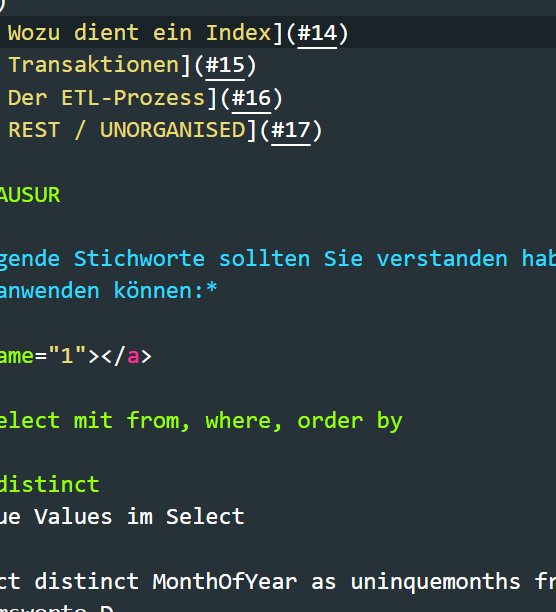 )
Wozu dient ein Index](#14)
Transaktionen](#15)
Der ETL-Prozess](#16)
REST / UNORGANISED](#17)
AUSUR
gende Stichworte sollten Sie verstanden hab
anwenden können:*
ame="1"></a>
elect mit from, where, order by
distinct
ue Values im Select
ct distinct MonthOfYear as uninquemonths fr